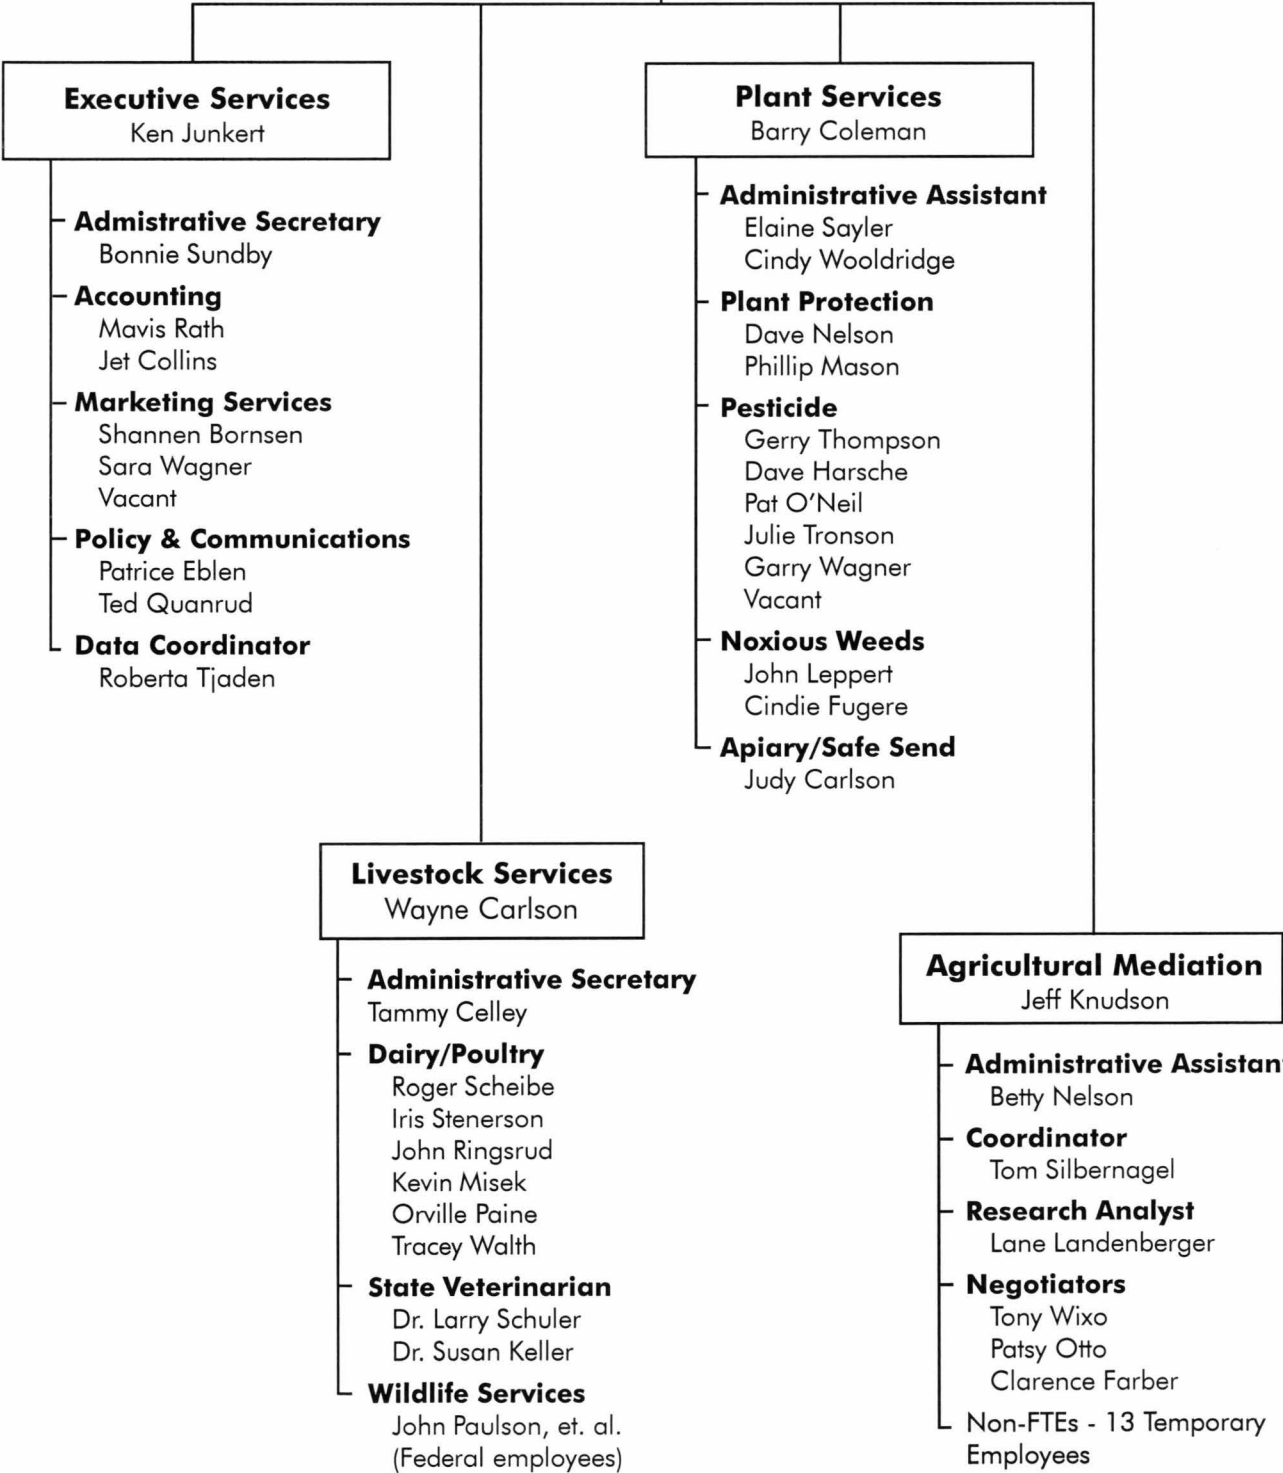 Executive Services
Ken Junkert
Admistrative Secretary
Bonnie Sundby
Accounting
Mavis Rath
Jet Collins
Marketing Services
Shannen Bornsen
Sara Wagner
Vacant
Policy & Communications
Patrice Eblen
Ted Quanrud
Data Coordinator
Roberta Tjaden
Plant Services
Barry Coleman
Administrative Assistant
Elaine Sayler
Cindy Wooldridge
Plant Protection
Dave Nelson
Phillip Mason
Pesticide
Gerry Thompson
Dave Harsche
Pat O'Neil
Julie Tronson
Garry Wagner
Vacant
Noxious Weeds
John Leppert
Cindie Fugere
Apiary/Safe Send
Judy Carlson
Livestock Services
Wayne Carlson
Administrative Secretary
Tammy Celley
Dairy/Poultry
Roger Scheibe
Iris Stenerson
John Ringsrud
Kevin Misek
Orville Paine
Tracey Walth
State Veterinarian
Dr. Larry Schuler
Dr. Susan Keller
Wildlife Services
John Paulson, et. al.
(Federal employees)
Agricultural Mediation
Jeff Knudson
Administrative Assistant
Betty Nelson
Coordinator
Tom Silbernagel
Research Analyst
Lane Landenberger
Negotiators
Tony Wixo
Patsy Otto
Clarence Farber
Non-FTEs - 13 Temporary
Employees